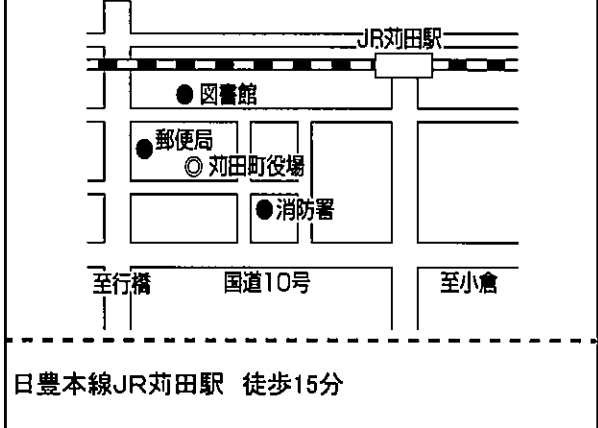 JR苅田駅
図書館
郵便局
苅田町役場
消防署
至行橋
国道10号
至小倉
日豊本線JR苅田駅 徒歩15分